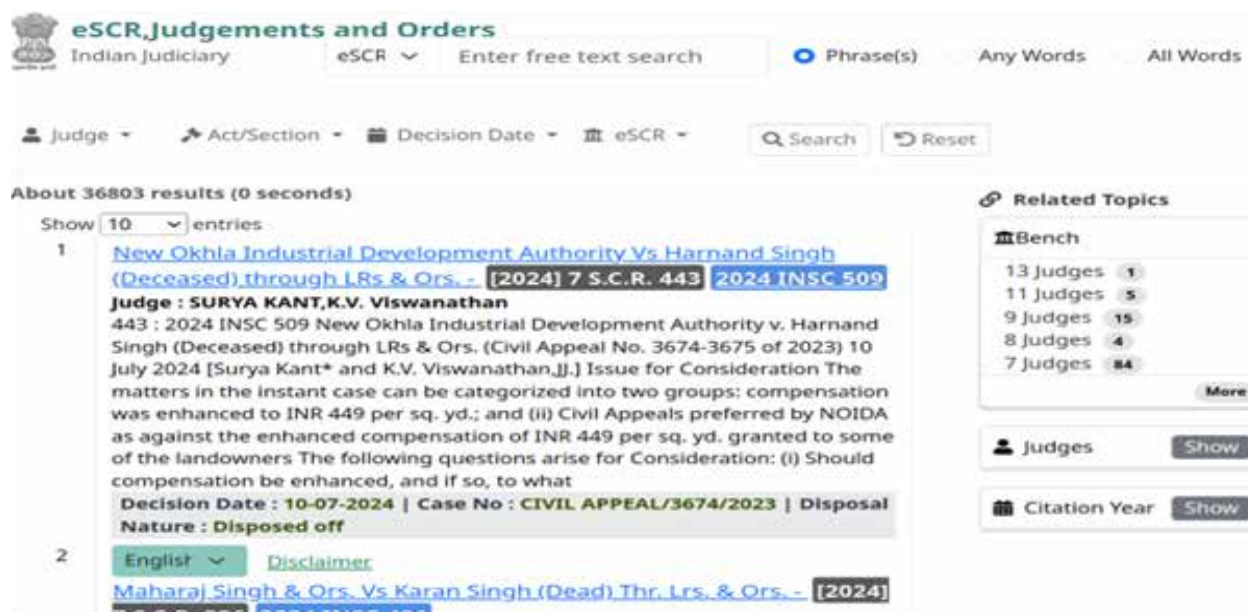 eSCR,Judgements and Orders
Indian Judiciary
eSCR
Enter free text search
Phrase(s)
Any Words
All Words
Judge
Act/Section
Decision Date
eSCR
Search
Reset
About 36803 results (0 seconds)
Show 10 entries
1
New Okhla Industrial Development Authority Vs Harnand Singh
(Deceased) through LRs & Ors. - [2024] 7 S.C.R. 443 2024 INSC 509
Judge : SURYA KANT,K.V. Viswanathan
443 : 2024 INSC 509 New Okhla Industrial Development Authority v. Harnand
Singh (Deceased) through LRs & Ors. (Civil Appeal No. 3674-3675 of 2023) 10
July 2024 [Surya Kant* and K.V. Viswanathan,JJ.] Issue for Consideration The
matters in the instant case can be categorized into two groups: compensation
was enhanced to INR 449 per sq. yd.; and (ii) Civil Appeals preferred by NOIDA
as against the enhanced compensation of INR 449 per sq. yd. granted to some
of the landowners The following questions arise for Consideration: (i) Should
compensation be enhanced, and if so, to what
Decision Date : 10-07-2024 | Case No : CIVIL APPEAL/3674/2023 | Disposal
Nature : Disposed off
2
English
Disclaimer
Maharaj Singh & Ors. Vs Karan Singh (Dead) Thr. Lrs. & Ors. - [2024]
Related Topics
Bench
13 Judges 1
11 Judges 5
9 Judges 15
8 Judges 4
7 Judges 84
More
Judges Show
Citation Year Show